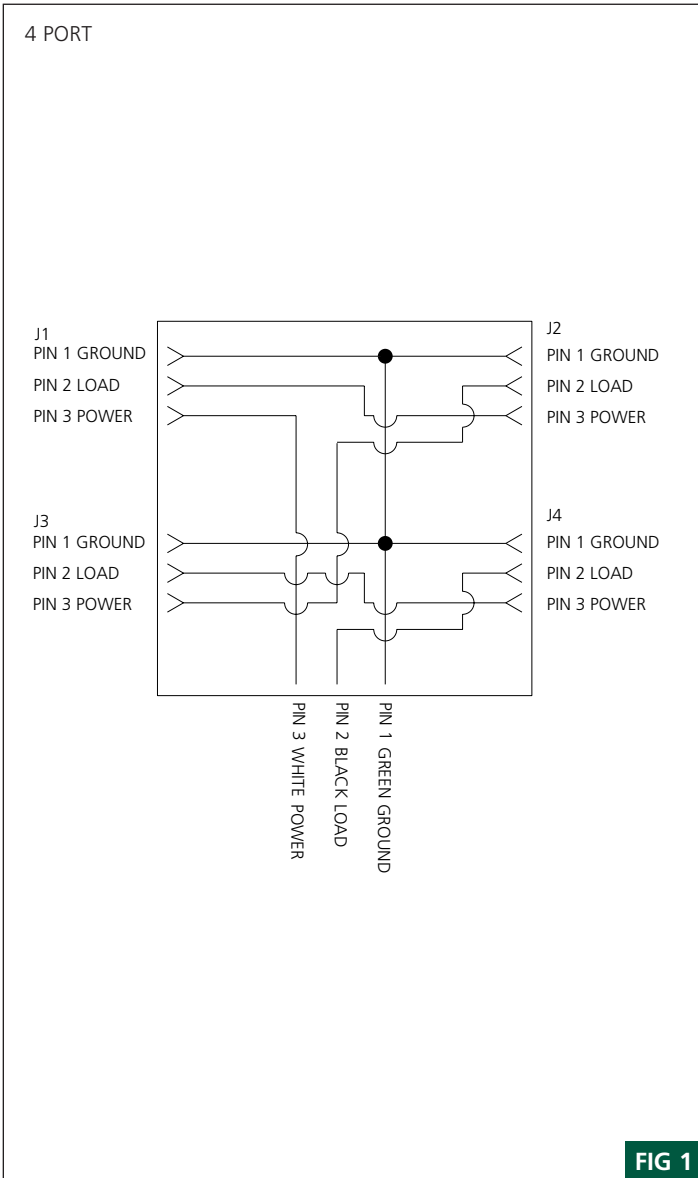 4 PORT
J1
PIN 1 GROUND
PIN 2 LOAD
PIN 3 POWER
J2
PIN 1 GROUND
PIN 2 LOAD
PIN 3 POWER
J3
PIN 1 GROUND
PIN 2 LOAD
PIN 3 POWER
J4
PIN 1 GROUND
PIN 2 LOAD
PIN 3 POWER
PIN 3 WHITE POWER
PIN 2 BLACK LOAD
PIN 1 GREEN GROUND
FIG 1